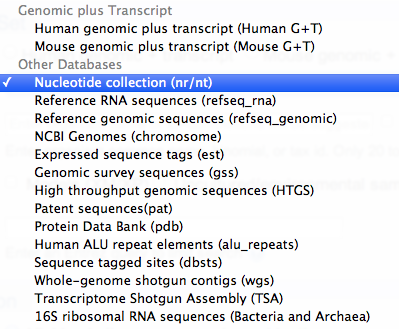 Genomic plus Transcript
Human genomic plus transcript (Human G+T)
Mouse genomic plus transcript (Mouse G+T)
Other Databases
✓ Nucleotide collection (nr/nt)
Reference RNA sequences (refseq_rna)
Reference genomic sequences (refseq_genomic)
NCBI Genomes (chromosome)
Expressed sequence tags (est)
Genomic survey sequences (gss)
High throughput genomic sequences (HTGS)
Patent sequences(pat)
Protein Data Bank (pdb)
Human ALU repeat elements (alu_repeats)
Sequence tagged sites (dbsts)
Whole-genome shotgun contigs (wgs)
Transcriptome Shotgun Assembly (TSA)
16S ribosomal RNA sequences (Bacteria and Archaea)